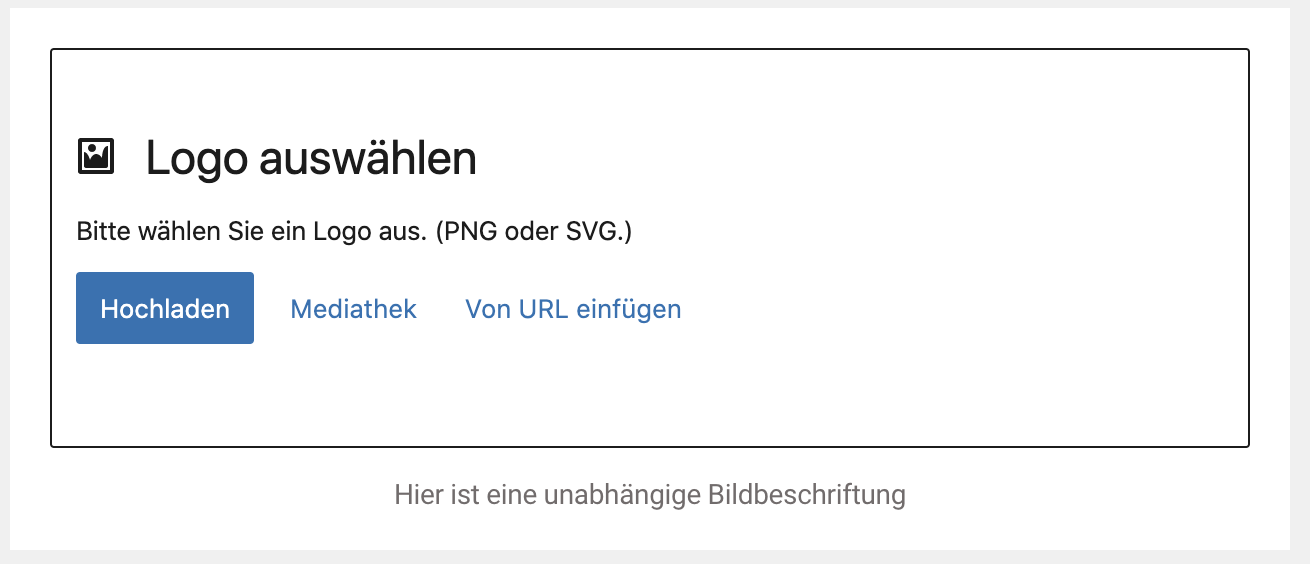 Logo auswählen
Bitte wählen Sie ein Logo aus. (PNG oder SVG.)
Hochladen Mediathek Von URL einfügen
Hier ist eine unabhängige Bildbeschriftung